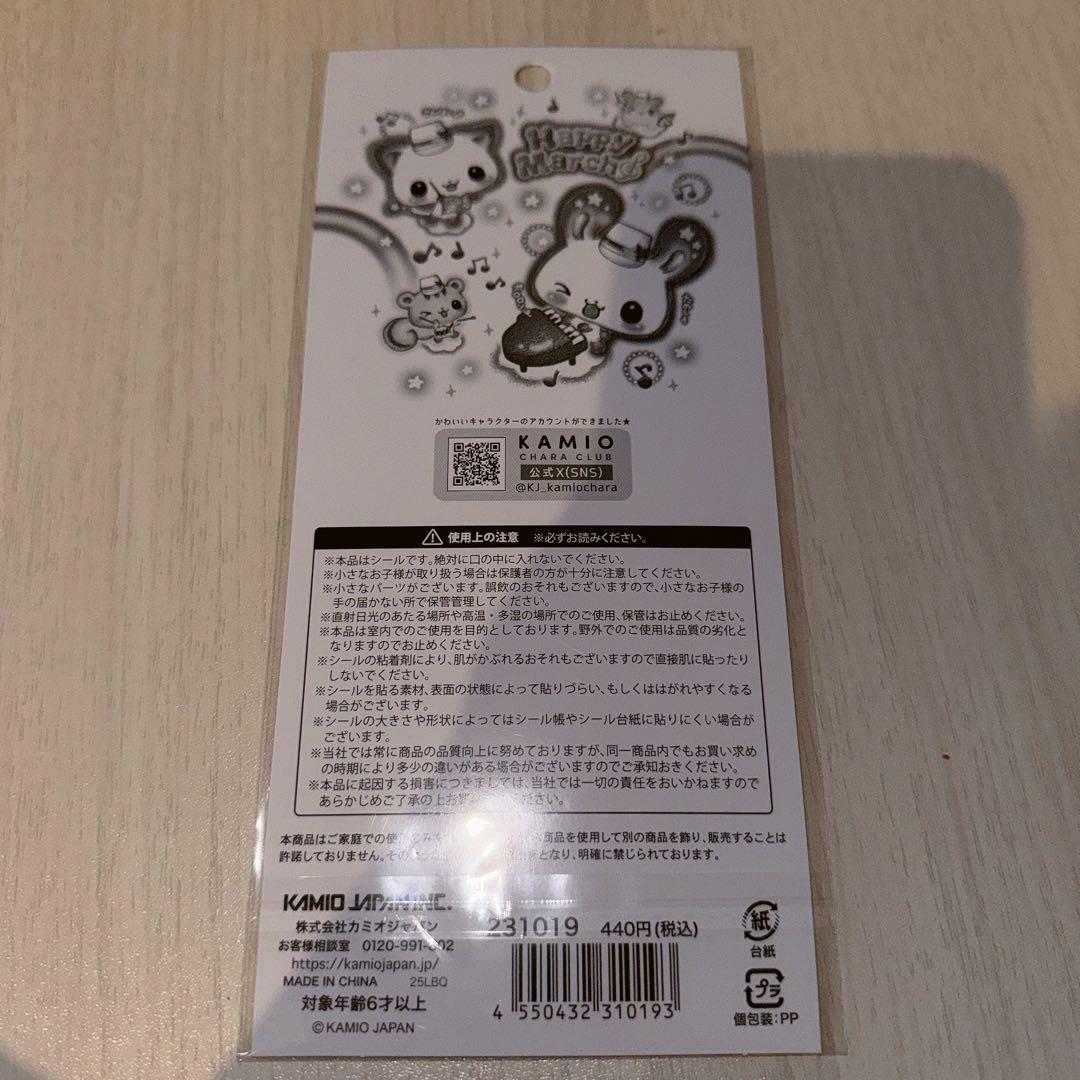 Happy
March
かわいいキャラクターのアカウントができました★
KAMIO
CHARA CLUB
公式X(SNS)
@KJ_kamiochara
使用上の注意 ※必ずお読みください。
※本品はシールです。絶対に口の中に入れないでください。
※小さなお子様が取り扱う場合は保護者の方が十分に注意してください。
※小さなパーツがございます。誤飲のおそれもございますので、小さなお子様の
手の届かない所で保管管理してください。
※直射日光のあたる場所や高温・多湿の場所でのご使用、保管はお止めください。
※本品は室内でのご使用を目的としております。野外でのご使用は品質の劣化と
なりますのでお止めください。
※シールの粘着剤により、肌がかぶれるおそれもございますので直接肌に貼ったり
しないでください。
※シールを貼る素材、表面の状態によって貼りづらい、もしくははがれやすくなる
場合がございます。
※シールの大きさや形状によってはシール帳やシール台紙に貼りにくい場合が
ございます。
※当社では常に商品の品質向上に努めておりますが、同一商品内でもお買い求め
の時期により多少の違いがある場合がございますのでご承知おきください。
※本品に起因する損害につきましては、当社では一切の責任をおいかねますので
あらかじめご了承の上お ください。
本商品はご家庭での使用 商品を使用して別の商品を飾り、販売することは
許諾しておりません。その となり、明確に禁じられております。
KAMIO JAPAN INC.
株式会社カミオジャパン
231019 440円(税込)
お客様相談室 0120-991-
https://kamiojapan.jp/
MADE IN CHINA 25LBQ
対象年齢6才以上
©KAMIO JAPAN
4 550432 310193
紙
台紙
プラ
個包装:PP